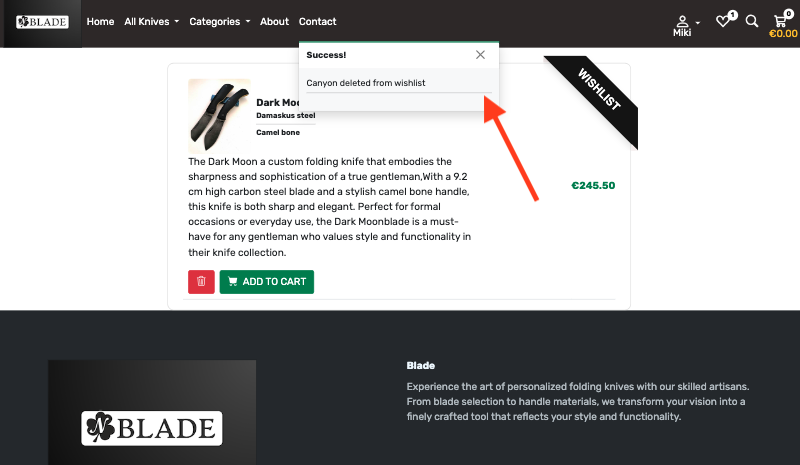 BLADE
Home
All Knives
Categories
About
Contact
1
0
Miki
€0.00
Success!
Canyon deleted from wishlist
WISHLIST
Dark Moo
Damaskus steel
Camel bone
The Dark Moon a custom folding knife that embodies the
sharpness and sophistication of a true gentleman,With a 9.2
cm high carbon steel blade and a stylish camel bone handle,
this knife is both sharp and elegant. Perfect for formal
occasions or everyday use, the Dark Moonblade is a must-
have for any gentleman who values style and functionality in
their knife collection.
€245.50
ADD TO CART
BLADE
Blade
Experience the art of personalized folding knives with our skilled artisans.
From blade selection to handle materials, we transform your vision into a
finely crafted tool that reflects your style and functionality.